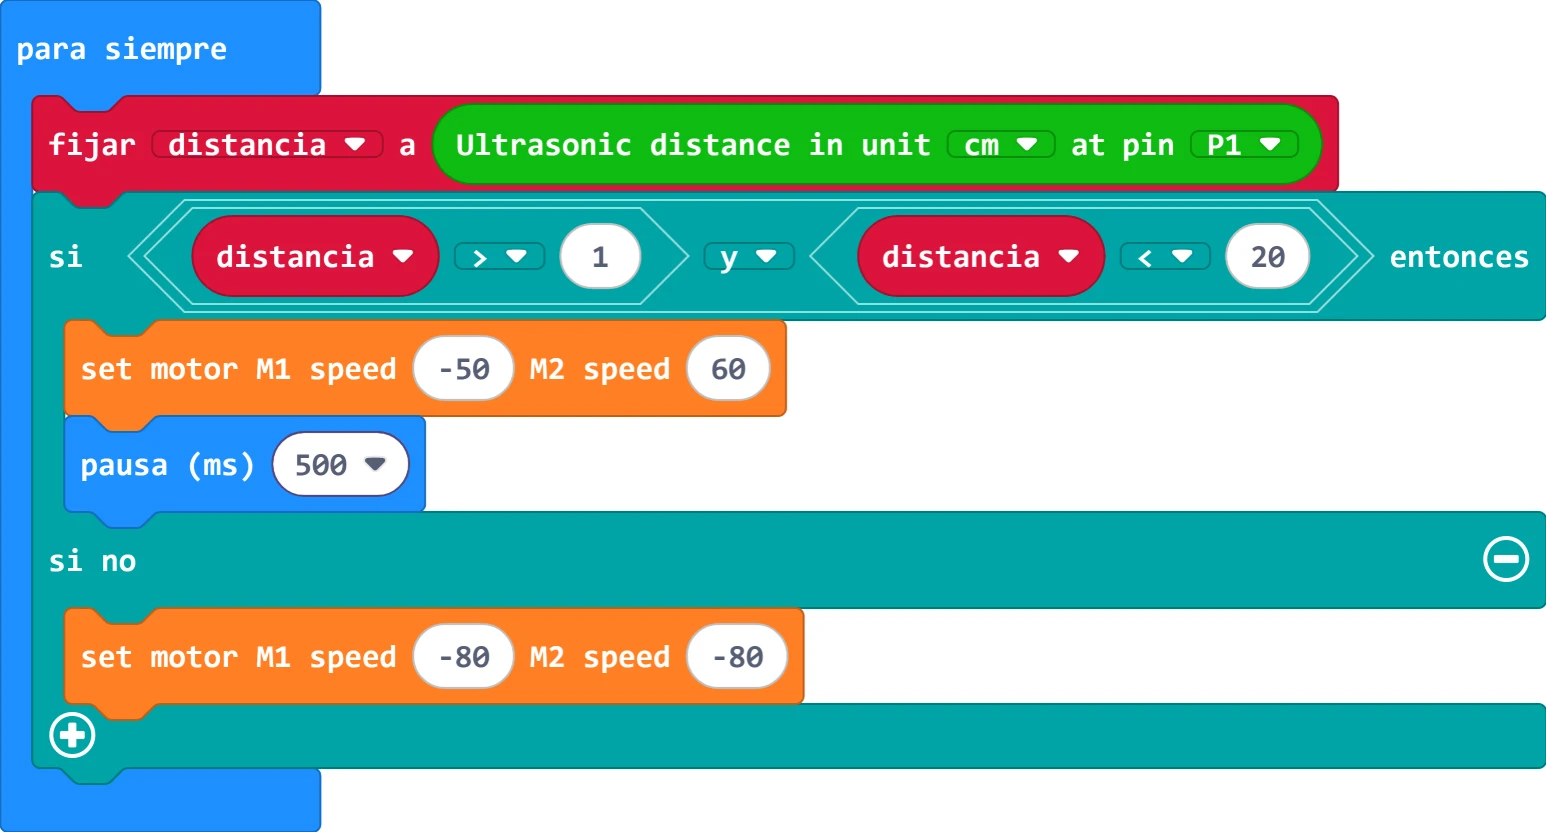 para siempre
fijar distancia a Ultrasonic distance in unit cm at pin P1
si distancia > 1 y distancia < 20 entonces
set motor M1 speed -50 M2 speed 60
pausa (ms) 500
si no
set motor M1 speed -80 M2 speed -80